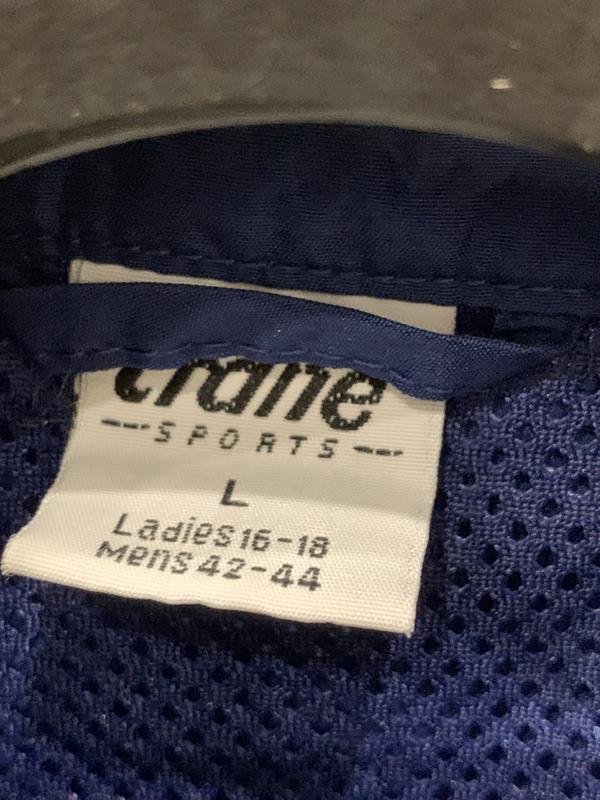 crane
SPORTS
L
Ladies 16-18
Mens 42-44